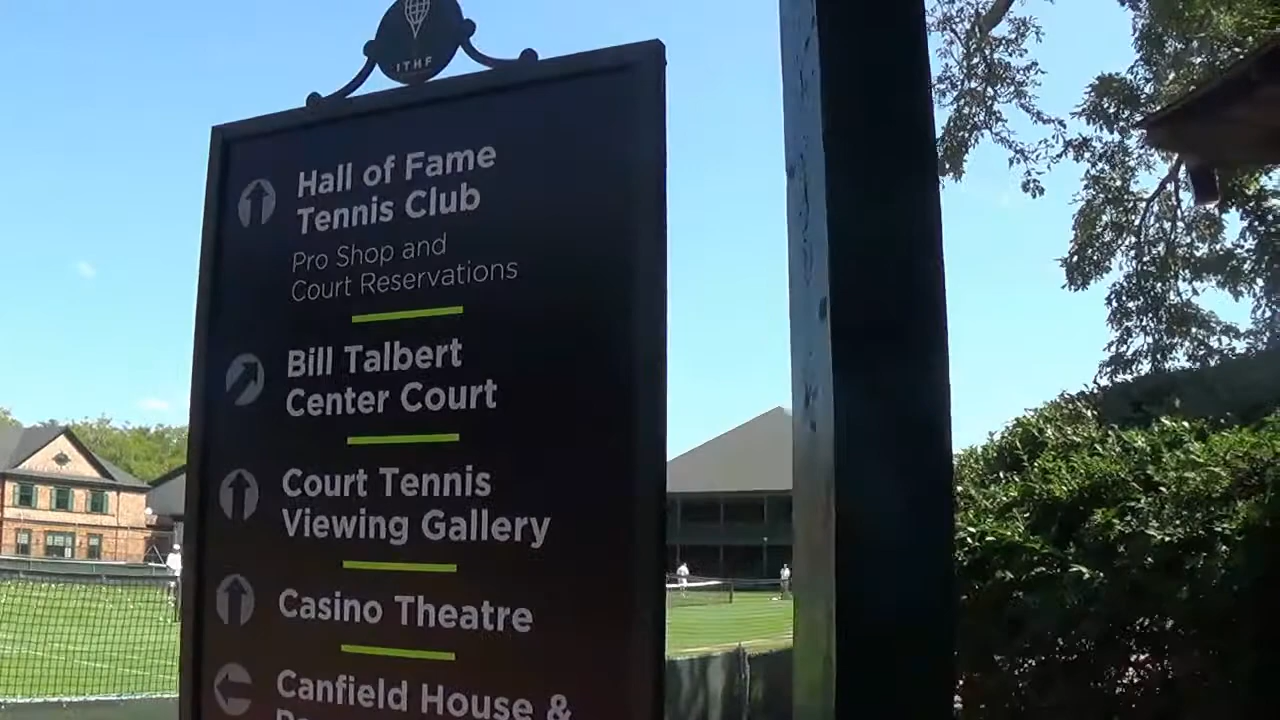 ITHF
Hall of Fame
Tennis Club
Pro Shop and
Court Reservations
Bill Talbert
Center Court
Court Tennis
Viewing Gallery
Casino Theatre
Canfield House &